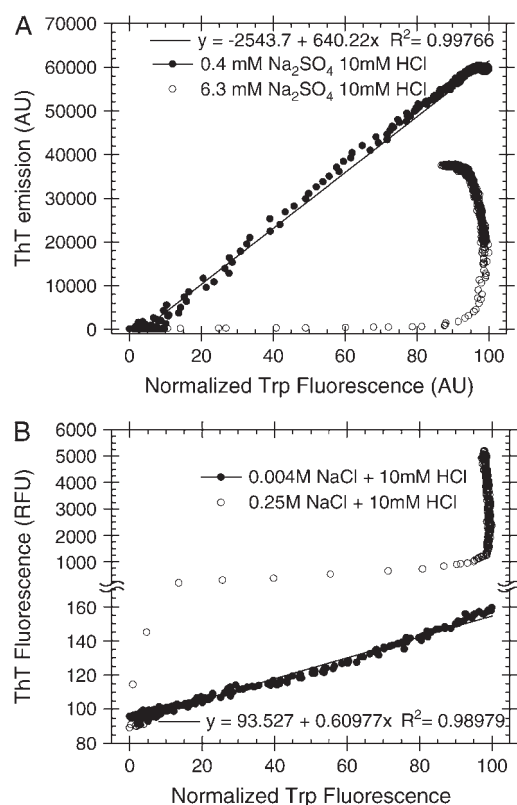 A
70000
60000
50000
40000
30000
20000
10000
0
ThT emission (AU)
y = -2543.7 + 640.22x R²= 0.99766
0.4 mM Na₂SO₄ 10mM HCl
6.3 mM Na₂SO₄ 10mM HCl
0 20 40 60 80 100
Normalized Trp Fluorescence (AU)
B
6000
5000
4000
3000
2000
1000
160
140
120
100
80
ThT Fluorescence (RFU)
0.004M NaCl + 10mM HCl
0.25M NaCl + 10mM HCl
y = 93.527 + 0.60977x R²= 0.98979
0 20 40 60 80 100
Normalized Trp Fluorescence